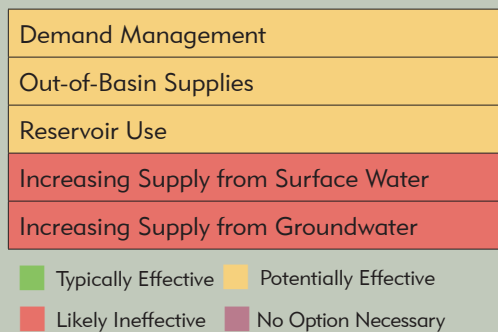 Demand Management
Out-of-Basin Supplies
Reservoir Use
Increasing Supply from Surface Water
Increasing Supply from Groundwater
Typically Effective Potentially Effective
Likely Ineffective No Option Necessary